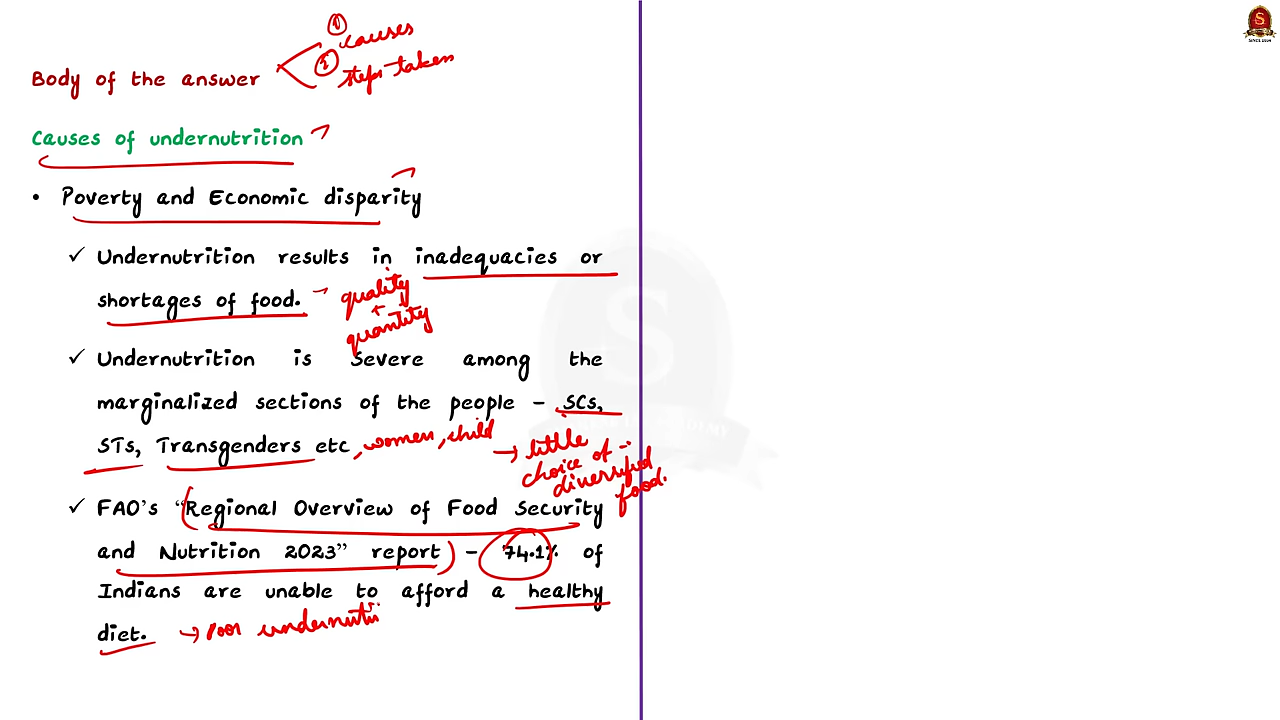 ① causes
② steps taken
Body of the answer
Causes of undernutrition
• Poverty and Economic disparity
✓ Undernutrition results in inadequacies or
shortages of food. - quality
+ quantity
✓ Undernutrition is severe among the
marginalized sections of the people – SCs,
STs, Transgenders etc, women, child → little
choice of -
diversified
food.
✓ FAO's “Regional Overview of Food Security
and Nutrition 2023” report) – 74.1% of
Indians are unable to afford a healthy
diet. → poor undernutri
S
SINCE 2004